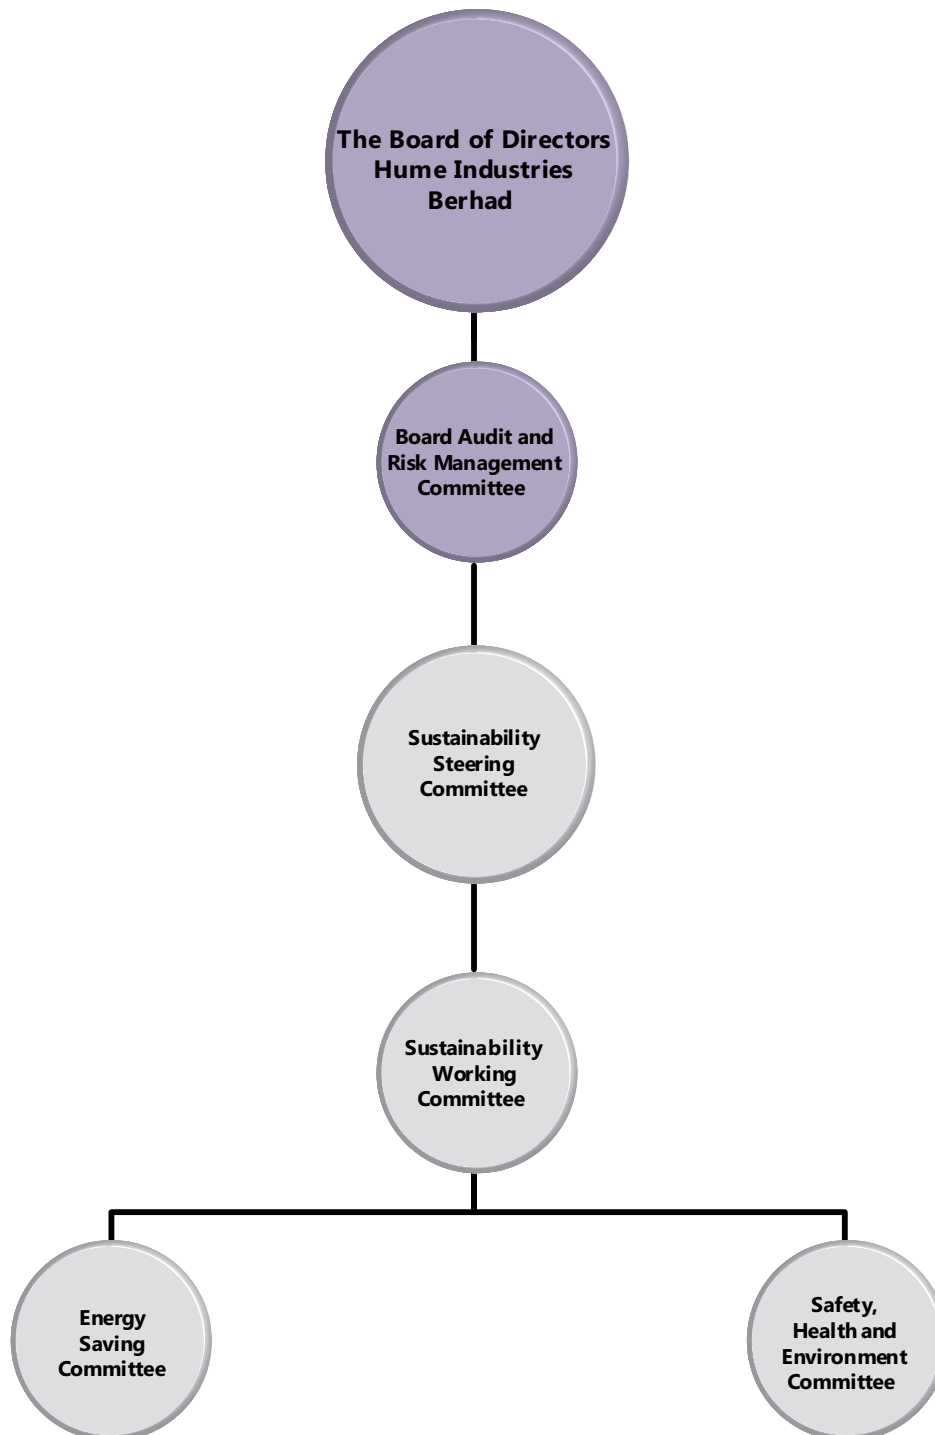 The Board of Directors
Hume Industries
Berhad
Board Audit and
Risk Management
Committee
Sustainability
Steering
Committee
Sustainability
Working
Committee
Energy
Saving
Committee
Safety,
Health and
Environment
Committee